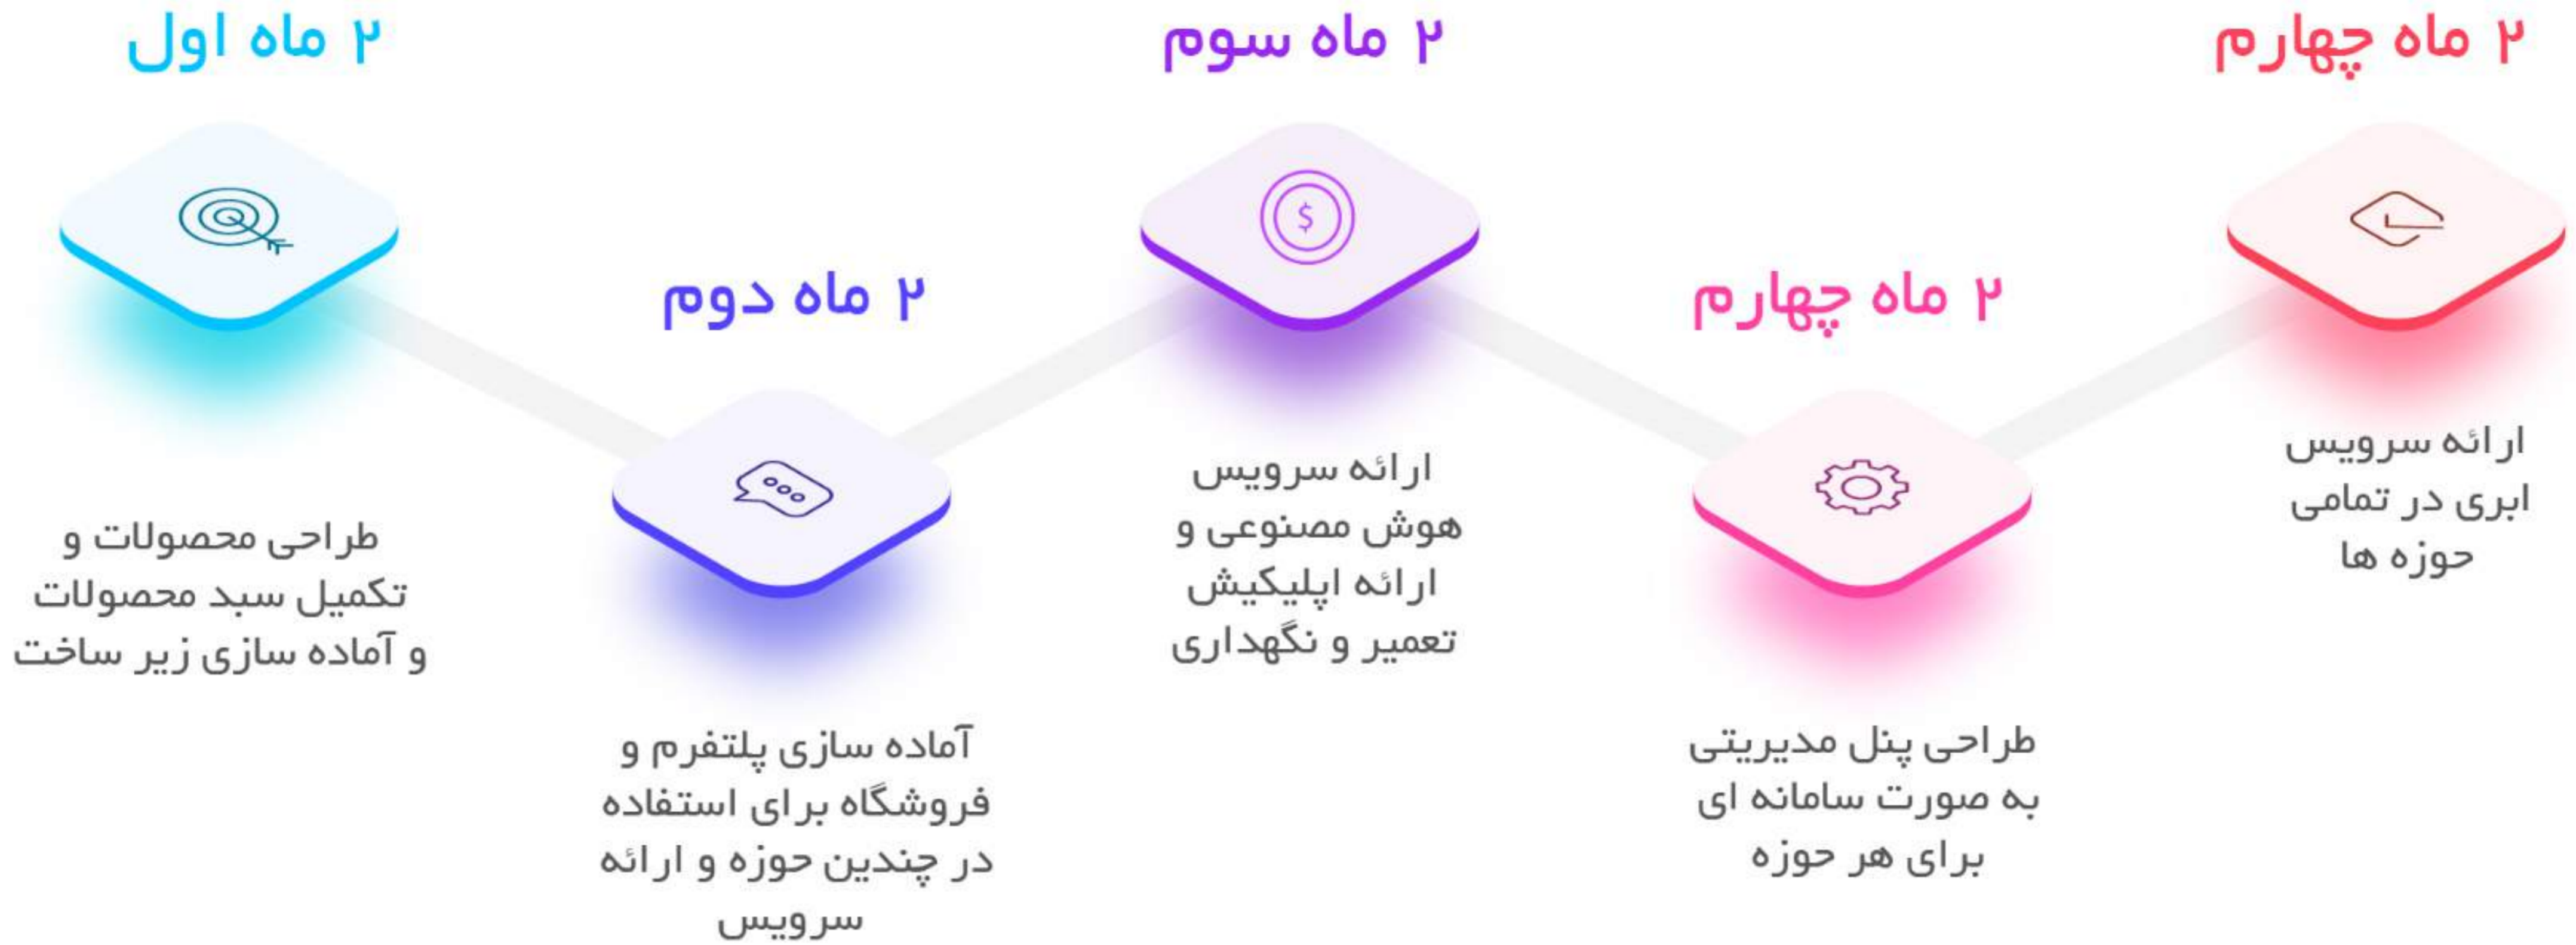 ۲ ماه اول
طراحی محصولات و
تکمیل سبد محصولات
و آماده سازی زیر ساخت
۲ ماه دوم
آماده سازی پلتفرم و
فروشگاه برای استفاده
در چندین حوزه و ارائه
سرویس
۲ ماه سوم
$
ارائه سرویس
هوش مصنوعی و
ارائه اپلیکیش
تعمیر و نگهداری
۲ ماه چهارم
طراحی پنل مدیریتی
به صورت سامانه ای
برای هر حوزه
۲ ماه چهارم
ارائه سرویس
ابری در تمامی
حوزه ها